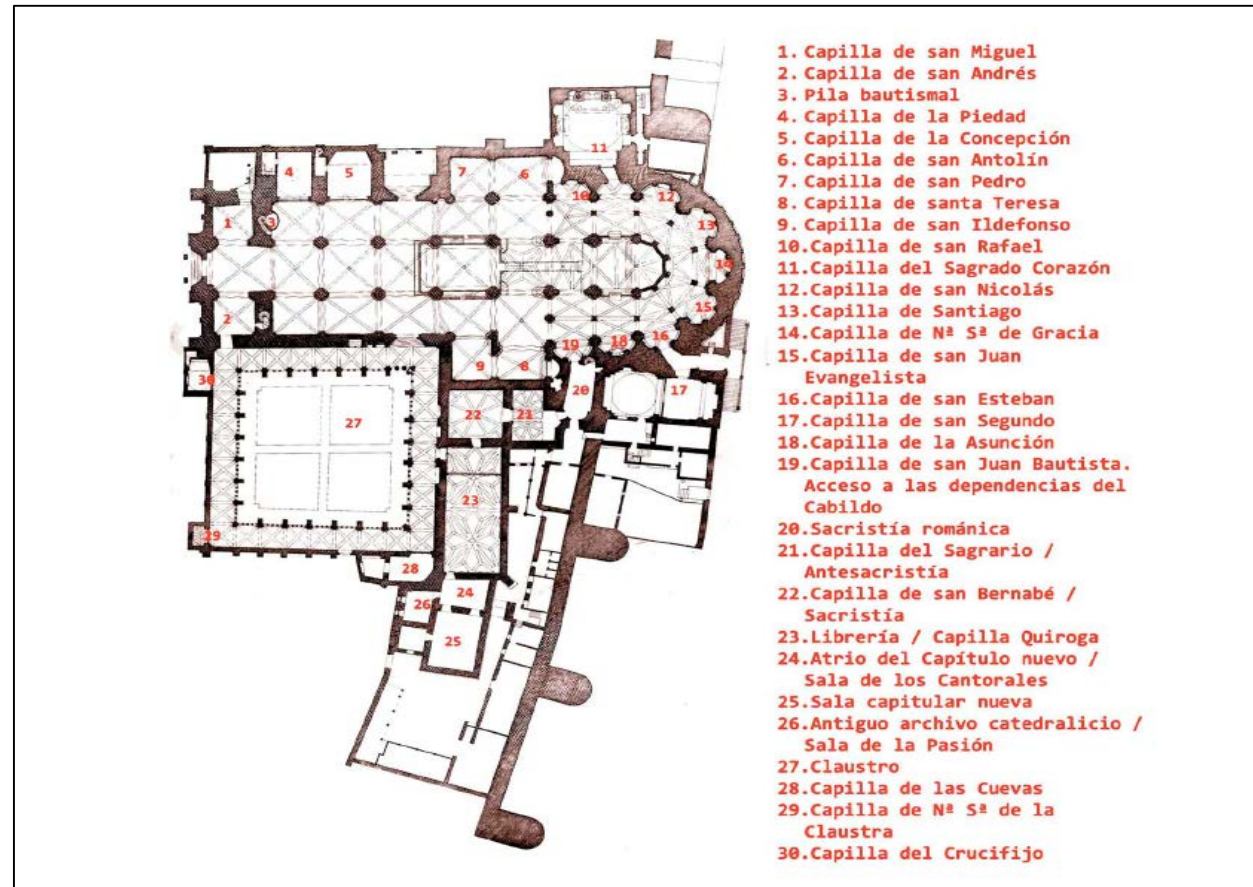 1. Capilla de san Miguel
2. Capilla de san Andrés
3. Pila bautismal
4. Capilla de la Piedad
5. Capilla de la Concepción
6. Capilla de san Antolín
7. Capilla de san Pedro
8. Capilla de santa Teresa
9. Capilla de san Ildefonso
10.Capilla de san Rafael
11.Capilla del Sagrado Corazón
12.Capilla de san Nicolás
13.Capilla de Santiago
14.Capilla de Nª Sª de Gracia
15.Capilla de san Juan
Evangelista
16.Capilla de san Esteban
17.Capilla de san Segundo
18.Capilla de la Asunción
19.Capilla de san Juan Bautista.
Acceso a las dependencias del
Cabildo
20.Sacristía románica
21.Capilla del Sagrario /
Antesacristía
22.Capilla de san Bernabé /
Sacristía
23.Librería / Capilla Quiroga
24.Atrio del Capítulo nuevo /
Sala de los Cantorales
25.Sala capitular nueva
26.Antiguo archivo catedralicio /
Sala de la Pasión
27.Claustro
28.Capilla de las Cuevas
29.Capilla de Nª Sª de la
Claustra
30.Capilla del Crucifijo
11
4 5 7 6
10 12
1 3 13
14
15
2
19 18 16
30 9 8
20 17
27 22 21
23
29
28
24
26
25